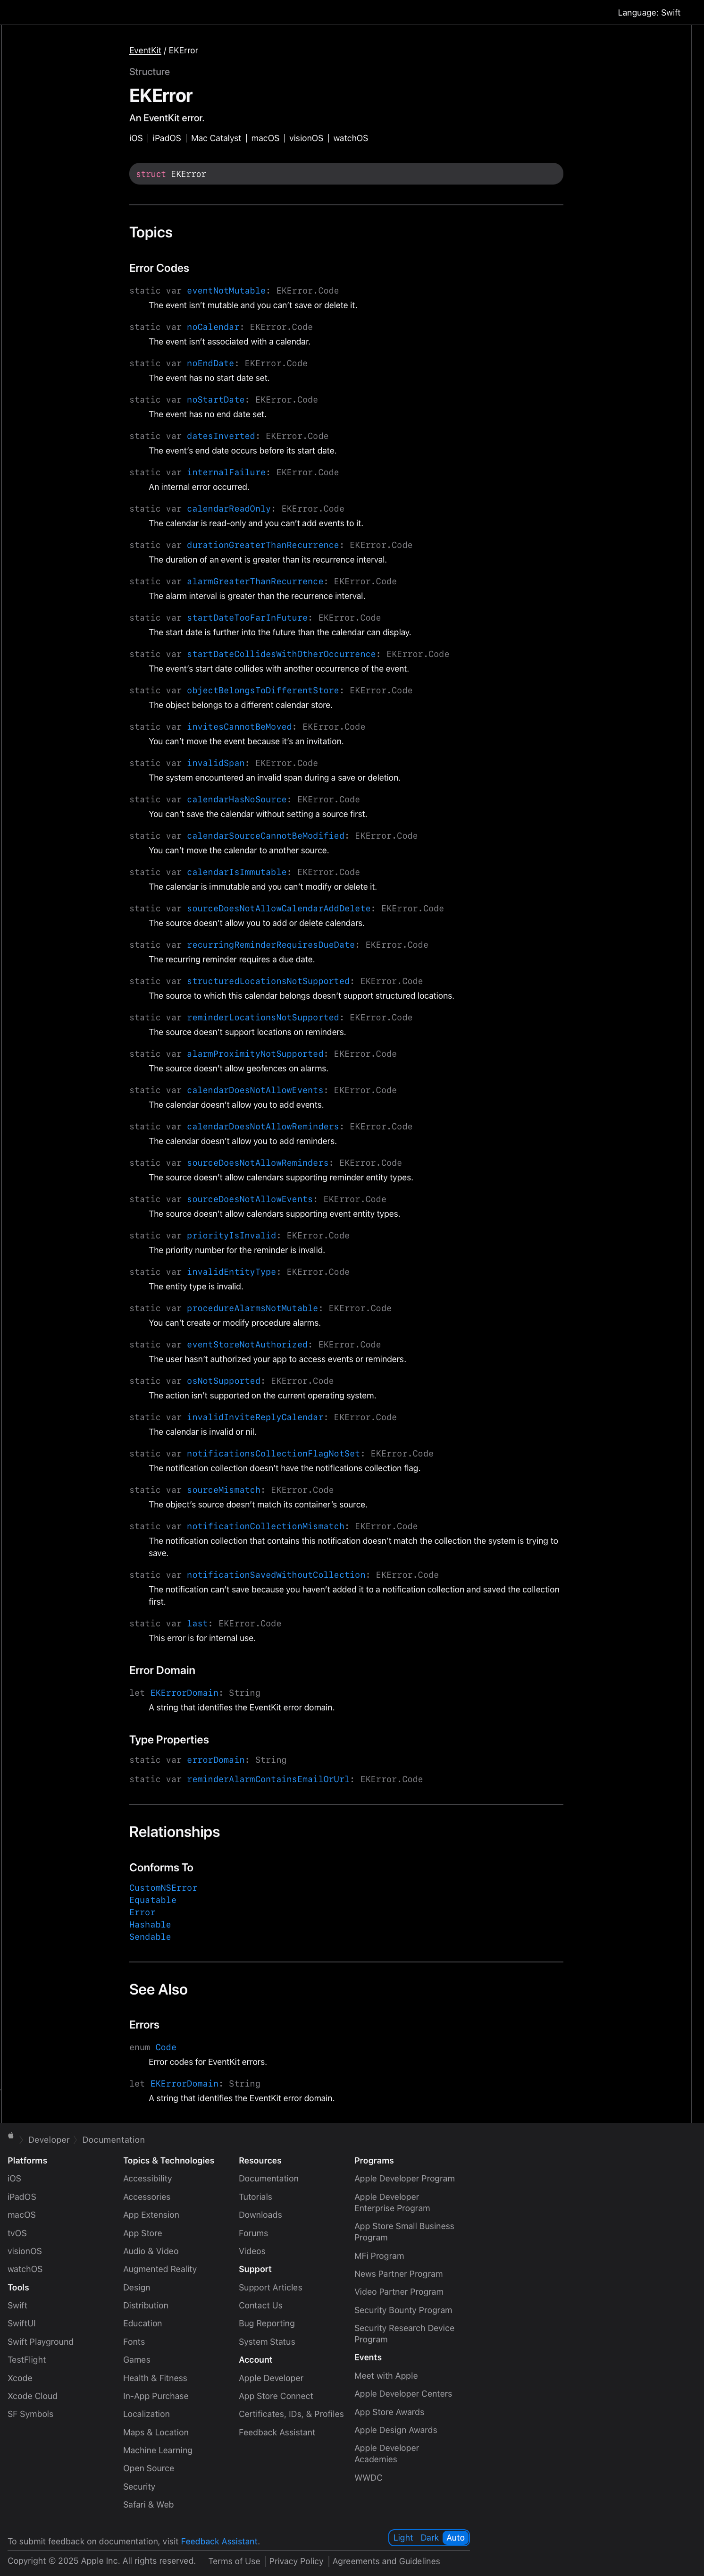 Language: Swift
EventKit / EKError
Structure
EKError
An EventKit error.
iOS | iPadOS | Mac Catalyst | macOS | visionOS | watchOS
struct EKError
Topics
Error Codes
static var eventNotMutable: EKError.Code
The event isn’t mutable and you can’t save or delete it.
static var noCalendar: EKError.Code
The event isn’t associated with a calendar.
static var noEndDate: EKError.Code
The event has no start date set.
static var noStartDate: EKError.Code
The event has no end date set.
static var datesInverted: EKError.Code
The event’s end date occurs before its start date.
static var internalFailure: EKError.Code
An internal error occurred.
static var calendarReadOnly: EKError.Code
The calendar is read-only and you can’t add events to it.
static var durationGreaterThanRecurrence: EKError.Code
The duration of an event is greater than its recurrence interval.
static var alarmGreaterThanRecurrence: EKError.Code
The alarm interval is greater than the recurrence interval.
static var startDateTooFarInFuture: EKError.Code
The start date is further into the future than the calendar can display.
static var startDateCollidesWithOtherOccurrence: EKError.Code
The event’s start date collides with another occurrence of the event.
static var objectBelongsToDifferentStore: EKError.Code
The object belongs to a different calendar store.
static var invitesCannotBeMoved: EKError.Code
You can’t move the event because it’s an invitation.
static var invalidSpan: EKError.Code
The system encountered an invalid span during a save or deletion.
static var calendarHasNoSource: EKError.Code
You can’t save the calendar without setting a source first.
static var calendarSourceCannotBeModified: EKError.Code
You can’t move the calendar to another source.
static var calendarIsImmutable: EKError.Code
The calendar is immutable and you can’t modify or delete it.
static var sourceDoesNotAllowCalendarAddDelete: EKError.Code
The source doesn’t allow you to add or delete calendars.
static var recurringReminderRequiresDueDate: EKError.Code
The recurring reminder requires a due date.
static var structuredLocationsNotSupported: EKError.Code
The source to which this calendar belongs doesn’t support structured locations.
static var reminderLocationsNotSupported: EKError.Code
The source doesn’t support locations on reminders.
static var alarmProximityNotSupported: EKError.Code
The source doesn’t allow geofences on alarms.
static var calendarDoesNotAllowEvents: EKError.Code
The calendar doesn’t allow you to add events.
static var calendarDoesNotAllowReminders: EKError.Code
The calendar doesn’t allow you to add reminders.
static var sourceDoesNotAllowReminders: EKError.Code
The source doesn’t allow calendars supporting reminder entity types.
static var sourceDoesNotAllowEvents: EKError.Code
The source doesn’t allow calendars supporting event entity types.
static var priorityIsInvalid: EKError.Code
The priority number for the reminder is invalid.
static var invalidEntityType: EKError.Code
The entity type is invalid.
static var procedureAlarmsNotMutable: EKError.Code
You can’t create or modify procedure alarms.
static var eventStoreNotAuthorized: EKError.Code
The user hasn’t authorized your app to access events or reminders.
static var osNotSupported: EKError.Code
The action isn’t supported on the current operating system.
static var invalidInviteReplyCalendar: EKError.Code
The calendar is invalid or nil.
static var notificationsCollectionFlagNotSet: EKError.Code
The notification collection doesn’t have the notifications collection flag.
static var sourceMismatch: EKError.Code
The object’s source doesn’t match its container’s source.
static var notificationCollectionMismatch: EKError.Code
The notification collection that contains this notification doesn’t match the collection the system is trying to
save.
static var notificationSavedWithoutCollection: EKError.Code
The notification can’t save because you haven’t added it to a notification collection and saved the collection
first.
static var last: EKError.Code
This error is for internal use.
Error Domain
let EKErrorDomain: String
A string that identifies the EventKit error domain.
Type Properties
static var errorDomain: String
static var reminderAlarmContainsEmailOrUrl: EKError.Code
Relationships
Conforms To
CustomNSError
Equatable
Error
Hashable
Sendable
See Also
Errors
enum Code
Error codes for EventKit errors.
let EKErrorDomain: String
A string that identifies the EventKit error domain.
Developer Documentation
Platforms
iOS
iPadOS
macOS
tvOS
visionOS
watchOS
Tools
Swift
SwiftUI
Swift Playground
TestFlight
Xcode
Xcode Cloud
SF Symbols
Topics & Technologies
Accessibility
Accessories
App Extension
App Store
Audio & Video
Augmented Reality
Design
Distribution
Education
Fonts
Games
Health & Fitness
In-App Purchase
Localization
Maps & Location
Machine Learning
Open Source
Security
Safari & Web
Resources
Documentation
Tutorials
Downloads
Forums
Videos
Support
Support Articles
Contact Us
Bug Reporting
System Status
Account
Apple Developer
App Store Connect
Certificates, IDs, & Profiles
Feedback Assistant
Programs
Apple Developer Program
Apple Developer
Enterprise Program
App Store Small Business
Program
MFi Program
News Partner Program
Video Partner Program
Security Bounty Program
Security Research Device
Program
Events
Meet with Apple
Apple Developer Centers
App Store Awards
Apple Design Awards
Apple Developer
Academies
WWDC
To submit feedback on documentation, visit Feedback Assistant.
Light Dark Auto
Copyright © 2025 Apple Inc. All rights reserved. Terms of Use | Privacy Policy | Agreements and Guidelines